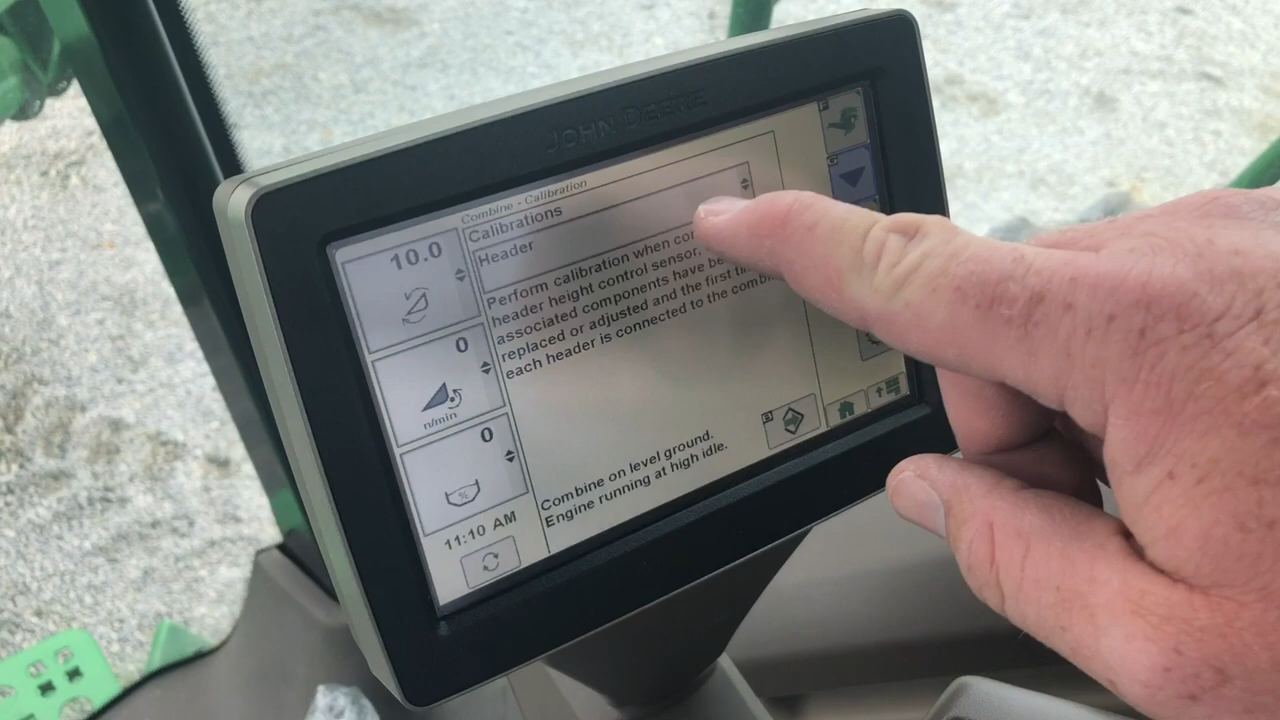 JOHN DEERE
Combine - Calibration
Calibrations
Header
Perform calibration when
header height control sensor,
associated components have
replaced or adjusted and the first
each header is connected to the
Combine on level ground.
Engine running at high idle.
10.0
0
n/min
0
%
11:10 AM
F
G
B